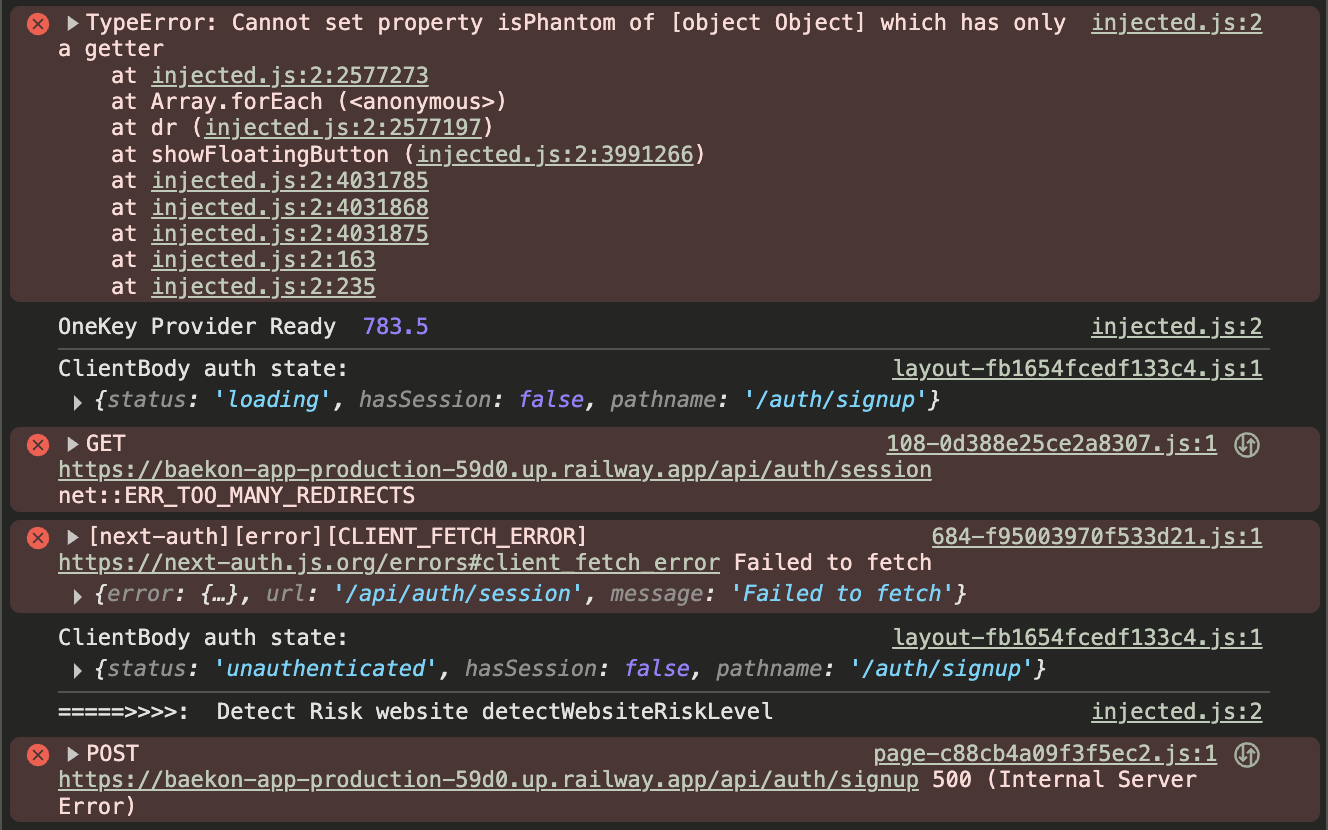 TypeError: Cannot set property isPhantom of [object Object] which has only injected.js:2
a getter
at injected.js:2:2577273
at Array.forEach (<anonymous>)
at dr (injected.js:2:2577197)
at showFloatingButton (injected.js:2:3991266)
at injected.js:2:4031785
at injected.js:2:4031868
at injected.js:2:4031875
at injected.js:2:163
at injected.js:2:235
OneKey Provider Ready 783.5 injected.js:2
ClientBody auth state: layout-fb1654fcedf133c4.js:1
{status: 'loading', hasSession: false, pathname: '/auth/signup'}
GET 108-0d388e25ce2a8307.js:1
https://baekon-app-production-59d0.up.railway.app/api/auth/session
net::ERR_TOO_MANY_REDIRECTS
[next-auth][error][CLIENT_FETCH_ERROR] 684-f95003970f533d21.js:1
https://next-auth.js.org/errors#client_fetch_error Failed to fetch
{error: {…}, url: '/api/auth/session', message: 'Failed to fetch'}
ClientBody auth state: layout-fb1654fcedf133c4.js:1
{status: 'unauthenticated', hasSession: false, pathname: '/auth/signup'}
=====>>>>: Detect Risk website detectWebsiteRiskLevel injected.js:2
POST page-c88cb4a09f3f5ec2.js:1
https://baekon-app-production-59d0.up.railway.app/api/auth/signup 500 (Internal Server
Error)